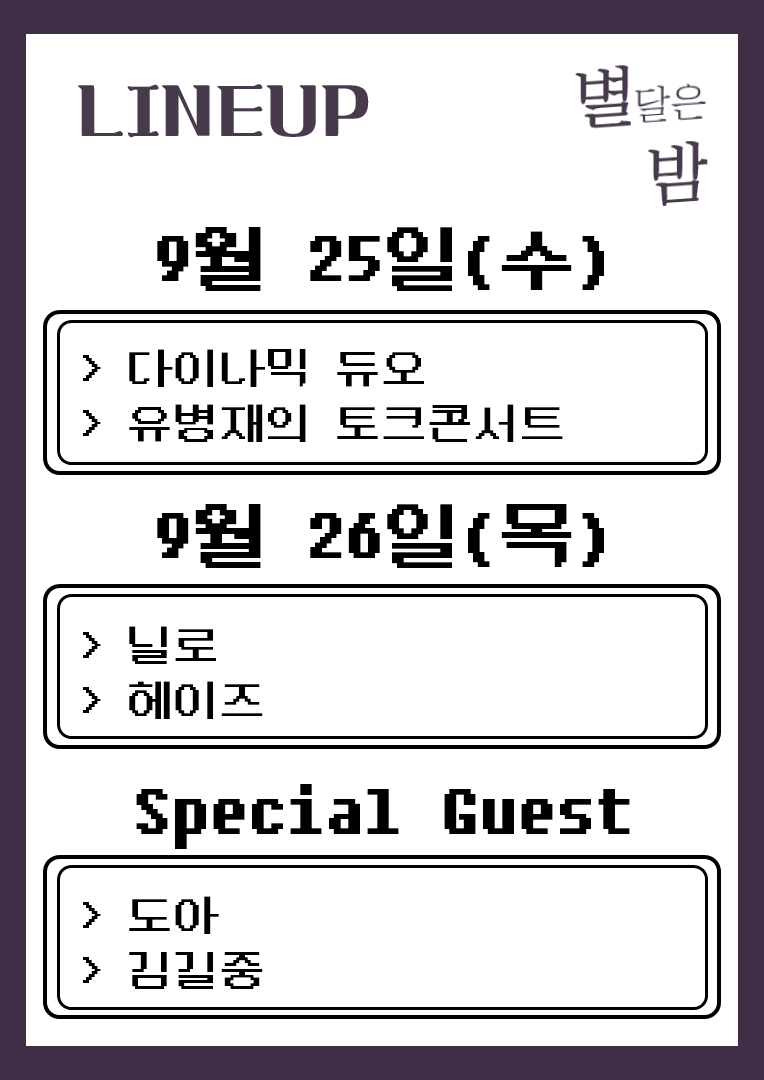 LINEUP
별달은
밤
9월 25일(수)
> 다이나믹 듀오
> 유병재의 토크콘서트
9월 26일(목)
> 닐로
> 헤이즈
Special Guest
> 도아
> 김길중